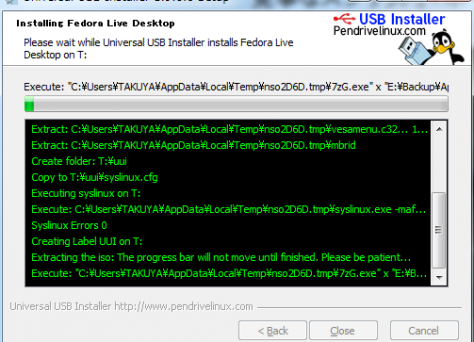 Installing Fedora Live Desktop
Please wait while Universal USB Installer installs Fedora Live
Desktop on T:
USB Installer
Pendrivelinux.com
Execute: "C:¥Users¥TAKUYA¥AppData¥Local¥Temp¥nso2D6D.tmp¥7zG.exe" x "E:¥Backup¥A
Extract: C:¥Users¥TAKUYA¥AppData¥Local¥Temp¥nso2D6D.tmp¥vesamenu.c32... 1...
Extract: C:¥Users¥TAKUYA¥AppData¥Local¥Temp¥nso2D6D.tmp¥mbrid
Create folder: T:¥uui
Copy to T:¥uui¥syslinux.cfg
Executing syslinux on T:
Execute: C:¥Users¥TAKUYA¥AppData¥Local¥Temp¥nso2D6D.tmp¥syslinux.exe -maf...
Syslinux Errors 0
Creating Label UUI on T:
Extracting the iso: The progress bar will not move until finished. Please be patient...
Execute: "C:¥Users¥TAKUYA¥AppData¥Local¥Temp¥nso2D6D.tmp¥7zG.exe" x "E:¥B...
Universal USB Installer http://www.pendrivelinux.com
< Back
Close
Cancel